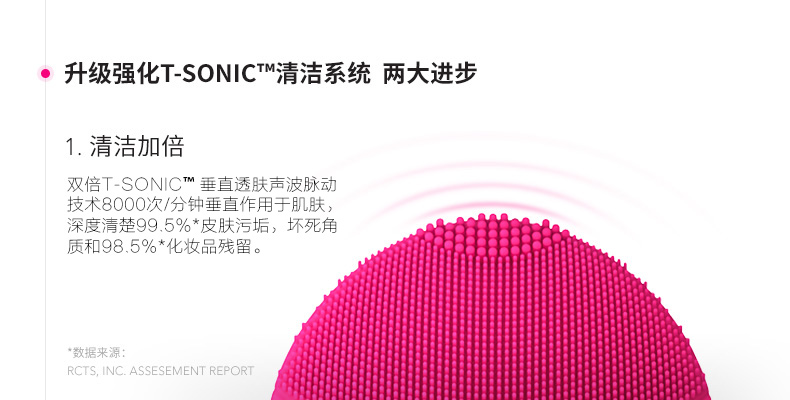 升级强化T-SONIC™清洁系统 两大进步
1. 清洁加倍
双倍T-SONIC™ 垂直透肤声波脉动
技术8000次/分钟垂直作用于肌肤，
深度清楚99.5%*皮肤污垢，坏死角
质和98.5%*化妆品残留。
*数据来源：
RCTS, INC. ASSESEMENT REPORT